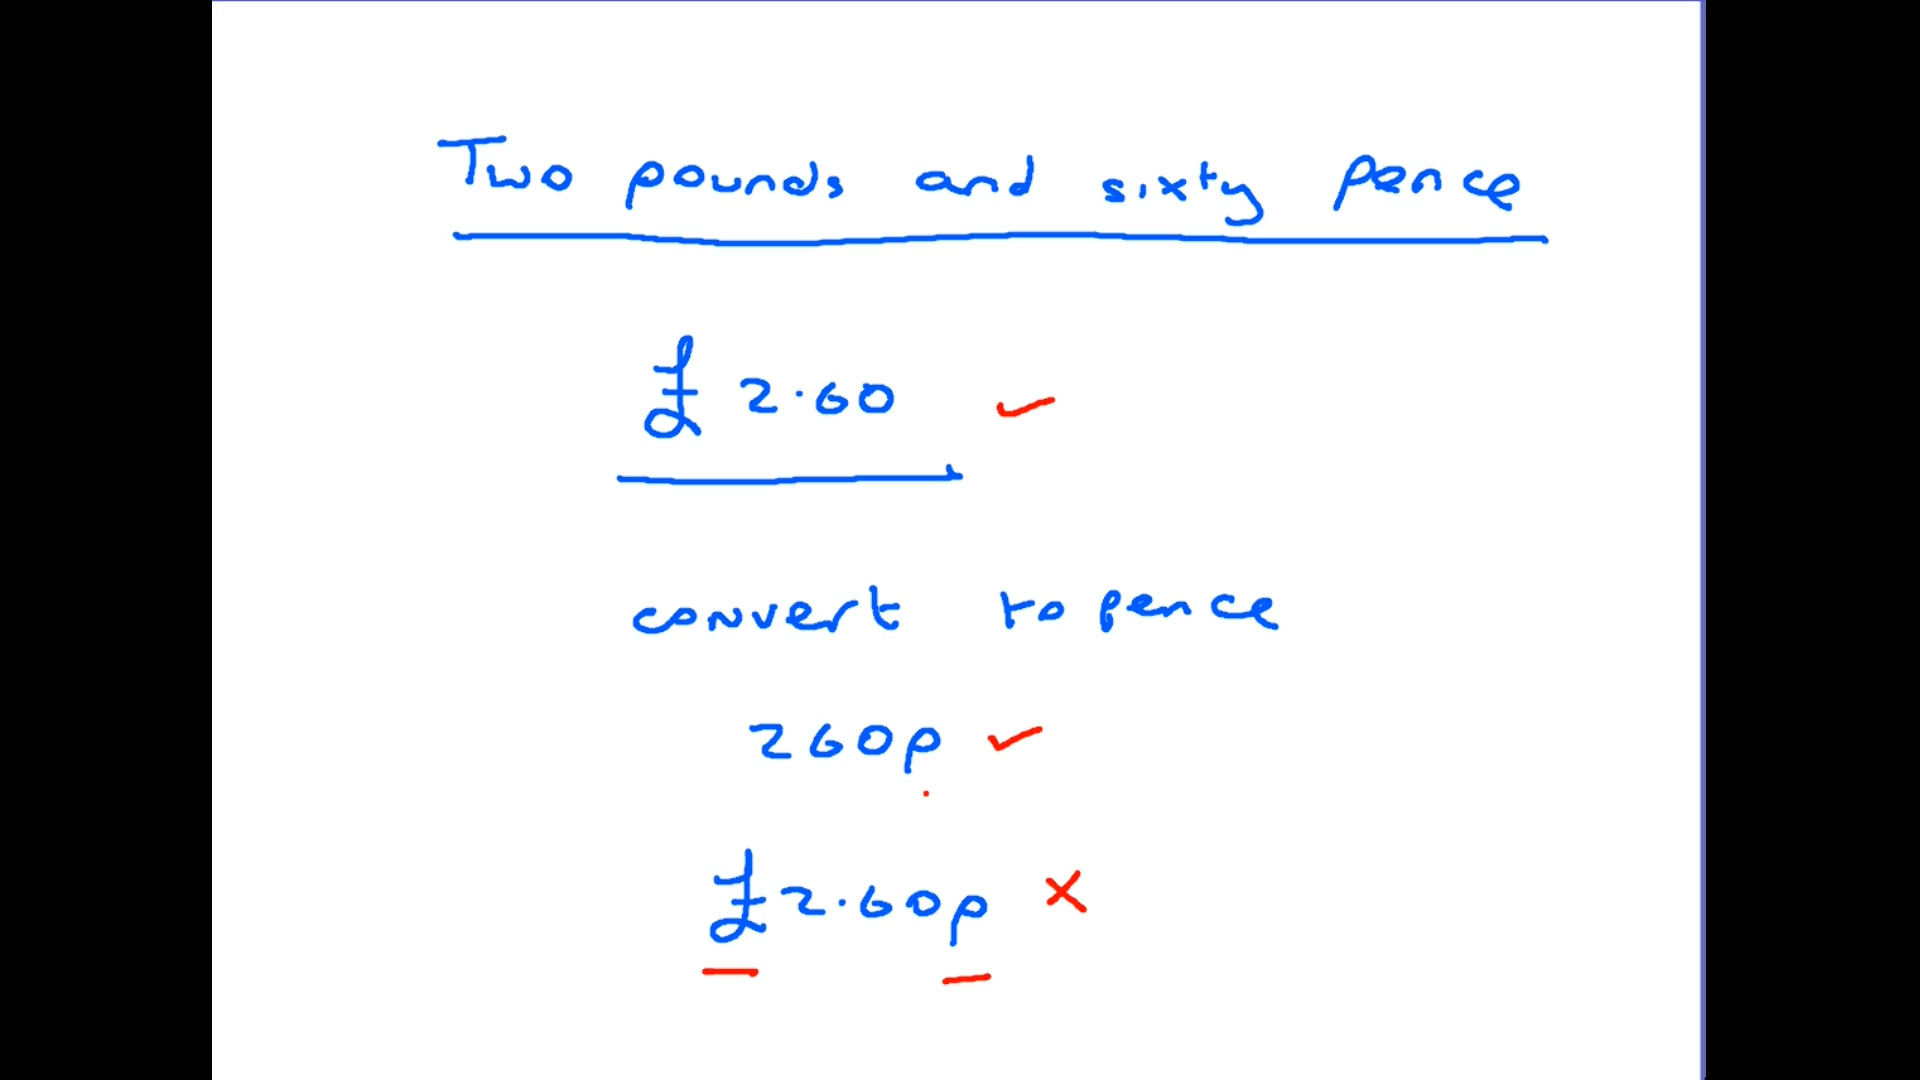 Two pounds and sixty pence
£2.60 ✓
convert to pence
260p ✓
£2.60p ✗